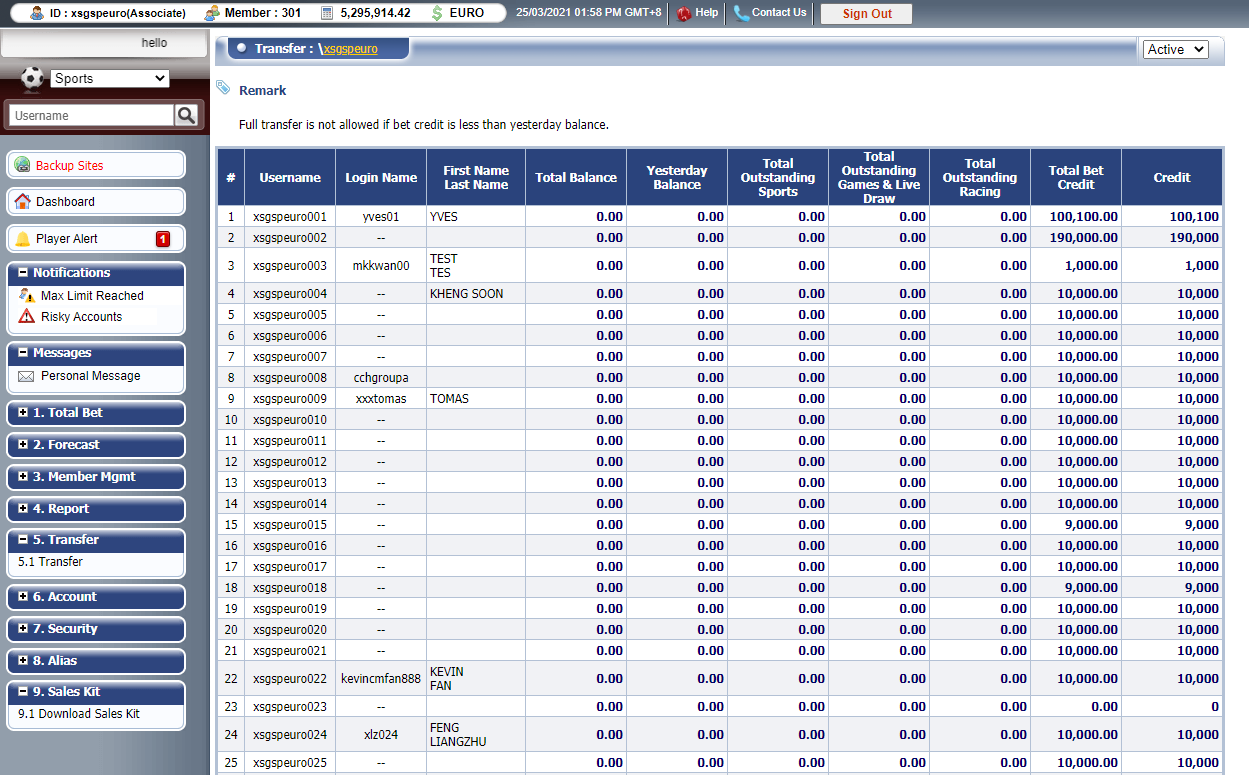 ID : xsgspeuro(Associate) Member : 301 5,295,914.42 $ EURO 25/03/2021 01:58 PM GMT+8 Help Contact Us Sign Out
hello
Sports
Username
Backup Sites
Dashboard
Player Alert 1
Notifications
Max Limit Reached
Risky Accounts
Messages
Personal Message
1. Total Bet
2. Forecast
3. Member Mgmt
4. Report
5. Transfer
5.1 Transfer
6. Account
7. Security
8. Alias
9. Sales Kit
9.1 Download Sales Kit
Transfer : \xsgspeuro Active
Remark
Full transfer is not allowed if bet credit is less than yesterday balance.
# Username Login Name First Name Last Name Total Balance Yesterday Balance Total Outstanding Sports Total Outstanding Games & Live Draw Total Outstanding Racing Total Bet Credit Credit
1 xsgspeuro001 yves01 YVES 0.00 0.00 0.00 0.00 0.00 100,100.00 100,100
2 xsgspeuro002 -- 0.00 0.00 0.00 0.00 0.00 190,000.00 190,000
3 xsgspeuro003 mkkwan00 TEST TES 0.00 0.00 0.00 0.00 0.00 1,000.00 1,000
4 xsgspeuro004 -- KHENG SOON 0.00 0.00 0.00 0.00 0.00 10,000.00 10,000
5 xsgspeuro005 -- 0.00 0.00 0.00 0.00 0.00 10,000.00 10,000
6 xsgspeuro006 -- 0.00 0.00 0.00 0.00 0.00 10,000.00 10,000
7 xsgspeuro007 -- 0.00 0.00 0.00 0.00 0.00 10,000.00 10,000
8 xsgspeuro008 cchgroupa 0.00 0.00 0.00 0.00 0.00 10,000.00 10,000
9 xsgspeuro009 xxxtomas TOMAS 0.00 0.00 0.00 0.00 0.00 10,000.00 10,000
10 xsgspeuro010 -- 0.00 0.00 0.00 0.00 0.00 10,000.00 10,000
11 xsgspeuro011 -- 0.00 0.00 0.00 0.00 0.00 10,000.00 10,000
12 xsgspeuro012 -- 0.00 0.00 0.00 0.00 0.00 10,000.00 10,000
13 xsgspeuro013 -- 0.00 0.00 0.00 0.00 0.00 10,000.00 10,000
14 xsgspeuro014 -- 0.00 0.00 0.00 0.00 0.00 10,000.00 10,000
15 xsgspeuro015 -- 0.00 0.00 0.00 0.00 0.00 9,000.00 9,000
16 xsgspeuro016 -- 0.00 0.00 0.00 0.00 0.00 10,000.00 10,000
17 xsgspeuro017 -- 0.00 0.00 0.00 0.00 0.00 10,000.00 10,000
18 xsgspeuro018 -- 0.00 0.00 0.00 0.00 0.00 9,000.00 9,000
19 xsgspeuro019 -- 0.00 0.00 0.00 0.00 0.00 10,000.00 10,000
20 xsgspeuro020 -- 0.00 0.00 0.00 0.00 0.00 10,000.00 10,000
21 xsgspeuro021 -- 0.00 0.00 0.00 0.00 0.00 10,000.00 10,000
22 xsgspeuro022 kevincmfan888 KEVIN FAN 0.00 0.00 0.00 0.00 0.00 10,000.00 10,000
23 xsgspeuro023 -- 0.00 0.00 0.00 0.00 0.00 0.00 0
24 xsgspeuro024 xlz024 FENG LIANGZHU 0.00 0.00 0.00 0.00 0.00 10,000.00 10,000
25 xsgspeuro025 -- 0.00 0.00 0.00 0.00 0.00 10,000.00 10,000